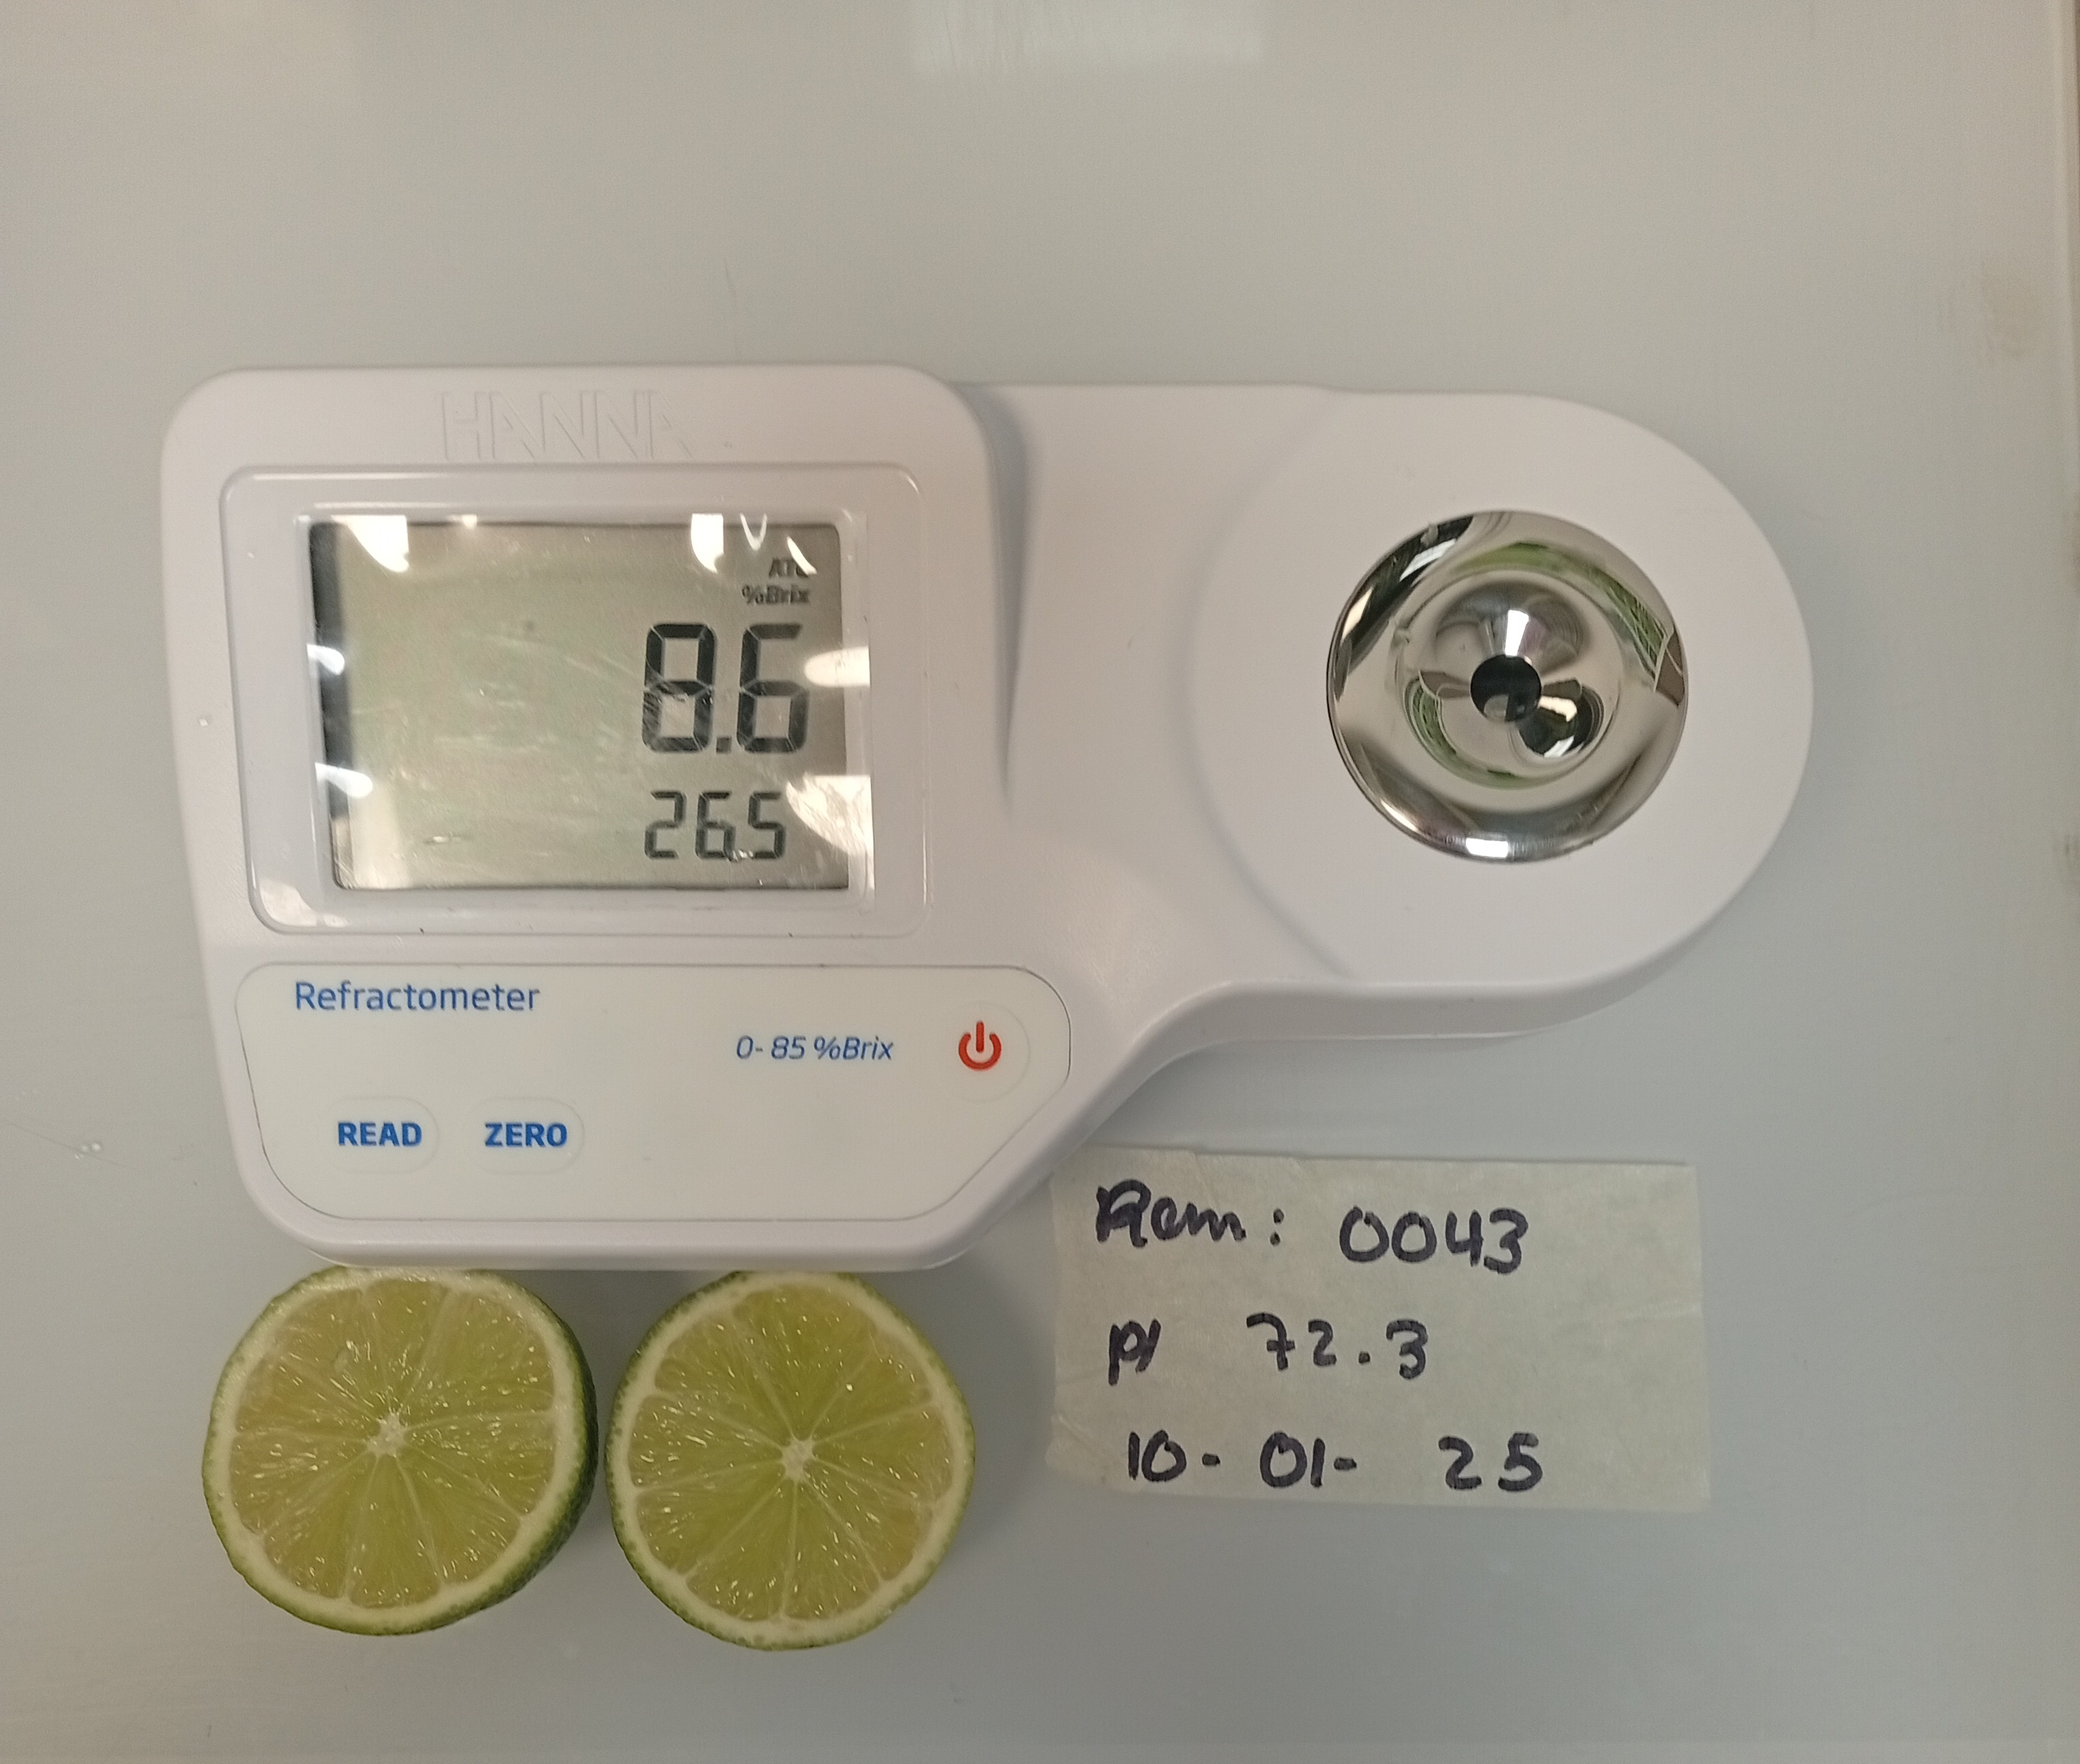 HANNA
ATC
%Brix
8.6
26.5
Refractometer
0-85 %Brix
READ ZERO
Rem: 0043
72.3
10-01-25